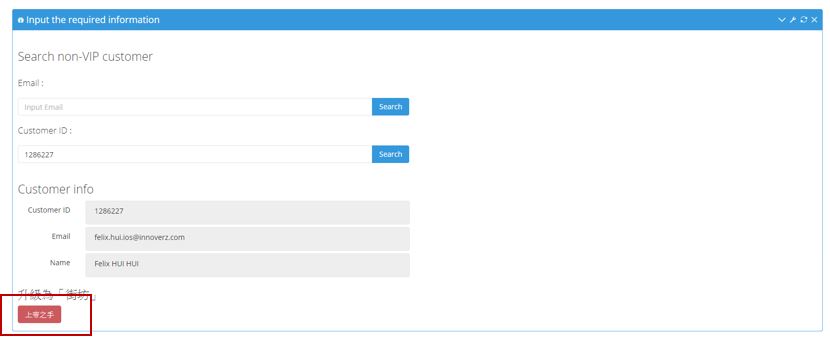 Input the required information
Search non-VIP customer
Email :
Input Email
Search
Customer ID :
1286227
Search
Customer info
Customer ID
1286227
Email
felix.hui.ios@innoverz.com
Name
Felix HUI HUI
升級為「街坊」
上帝之手